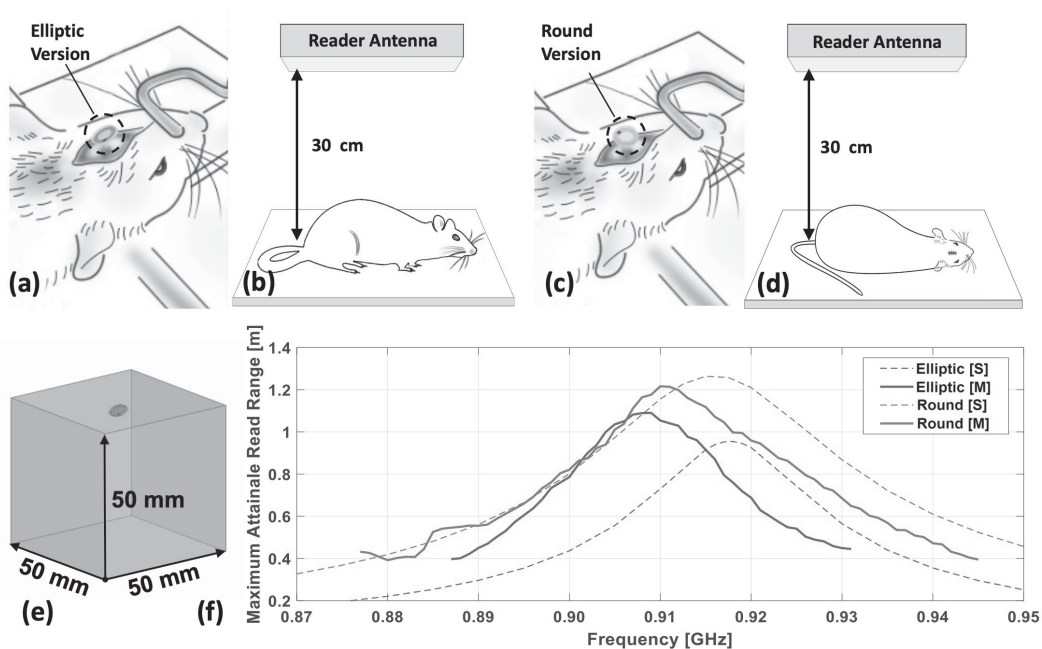 Elliptic
Version
Reader Antenna
30 cm
(a)
(b)
Round
Version
Reader Antenna
30 cm
(c)
(d)
50 mm
50 mm
50 mm
(e)
(f)
Maximum Attainale Read Range [m]
1.4
1.2
1
0.8
0.6
0.4
0.2
0.87
0.88
0.89
0.90
0.91
0.92
0.93
0.94
0.95
Frequency [GHz]
Elliptic [S]
Elliptic [M]
Round [S]
Round [M]